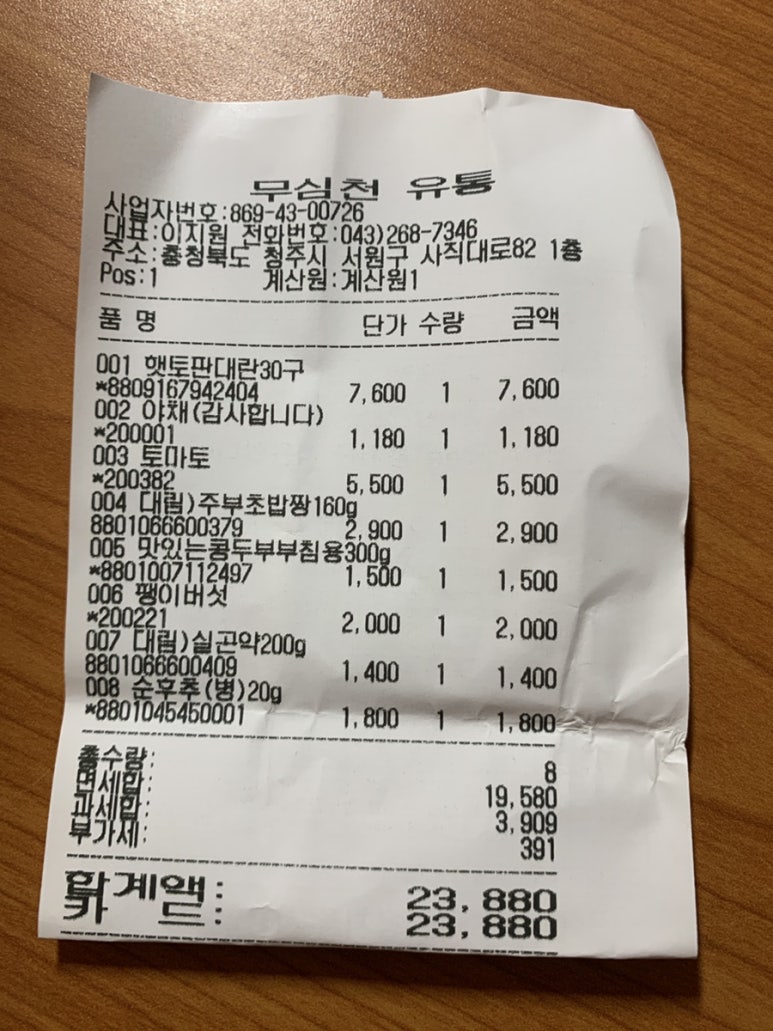 무심천 유통
사업자번호:869-43-00726
대표:이지원 전화번호:043)268-7346
주소:충청북도 청주시 서원구 사직대로82 1층
Pos:1 계산원:계산원1
품 명 단가 수량 금액
001 햇토판대란30구
*8809167942404 7,600 1 7,600
002 야채(감사합니다)
*200001 1,180 1 1,180
003 토마토
*200382 5,500 1 5,500
004 대림)주부초밥짱160g
8801066600379 2,900 1 2,900
005 맛있는콩두부부침용300g
*8801007112497 1,500 1 1,500
006 팽이버섯
*200221 2,000 1 2,000
007 대림)실곤약200g
8801066600409 1,400 1 1,400
008 순후추(병)20g
*8801045450001 1,800 1 1,800
총수량: 8
면세합: 19,580
과세합: 3,909
부가세: 391
합계액: 23,880
카 드: 23,880